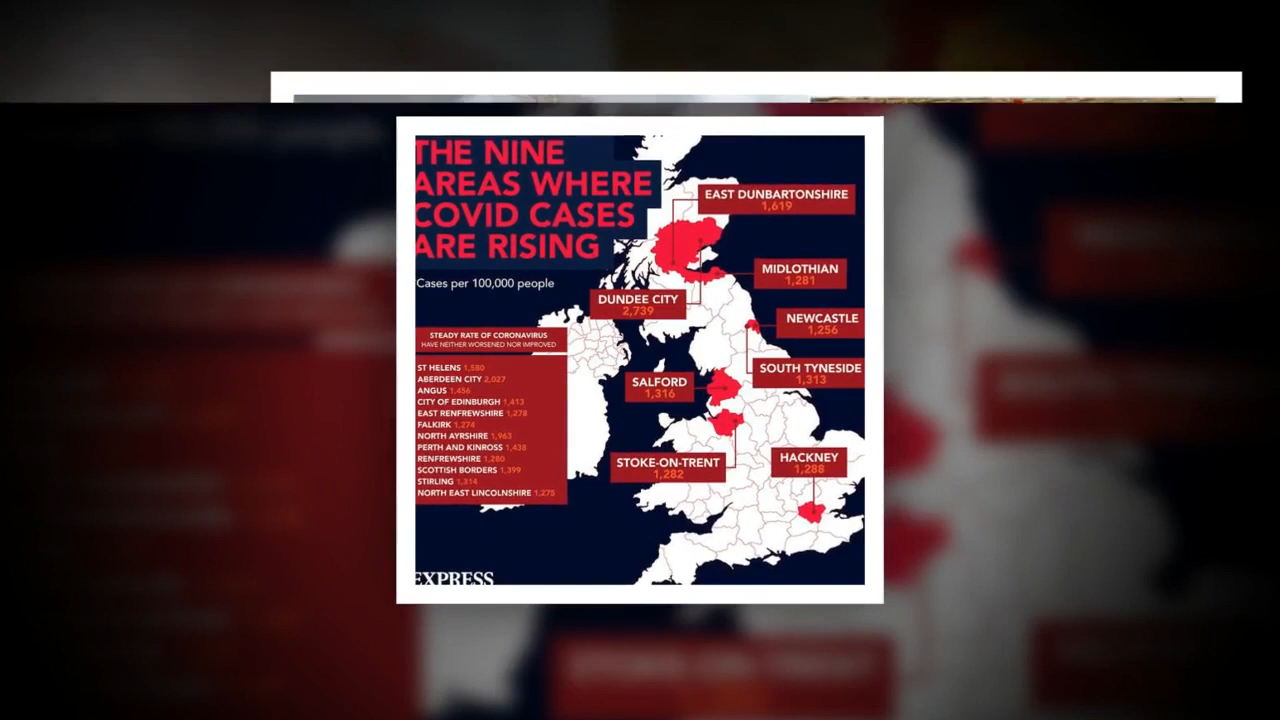 THE NINE
AREAS WHERE
COVID CASES
ARE RISING
Cases per 100,000 people
EAST DUNBARTONSHIRE
1,619
MIDLOTHIAN
1,281
DUNDEE CITY
2,739
NEWCASTLE
1,256
SOUTH TYNESIDE
1,313
SALFORD
1,316
STOKE-ON-TRENT
1,282
HACKNEY
1,288
STEADY RATE OF CORONAVIRUS
HAVE NEITHER WORSENED NOR IMPROVED
ST HELENS 1,580
ABERDEEN CITY 2,027
ANGUS 1,456
CITY OF EDINBURGH 1,413
EAST RENFREWSHIRE 1,278
FALKIRK 1,274
NORTH AYRSHIRE 1,963
PERTH AND KINROSS 1,438
RENFREWSHIRE 1,280
SCOTTISH BORDERS 1,399
STIRLING 1,314
NORTH EAST LINCOLNSHIRE 1,275
EXPRESS